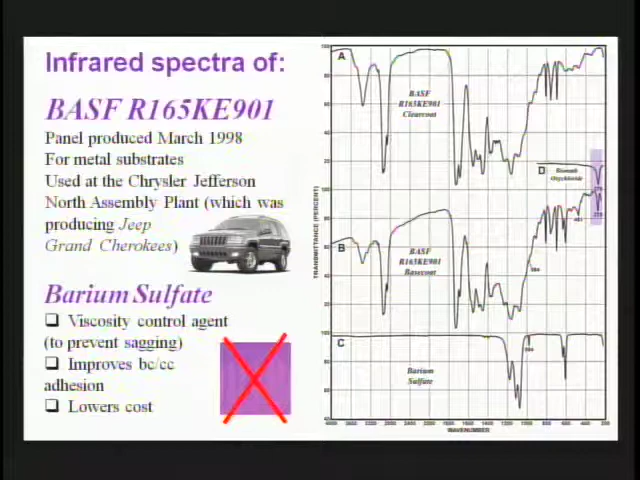 Infrared spectra of:
BASF R165KE901
Panel produced March 1998
For metal substrates
Used at the Chrysler Jefferson
North Assembly Plant (which was
producing Jeep
Grand Cherokees)
Barium Sulfate
Viscosity control agent
(to prevent sagging)
Improves bc/cc
adhesion
Lowers cost
A
BASF
R165KE901
Clearcoat
D
Bismuth
Oxychloride
B
BASF
R165KE901
Basecoat
C
Barium
Sulfate
TRANSMITTANCE (PERCENT)
WAVENUMBER